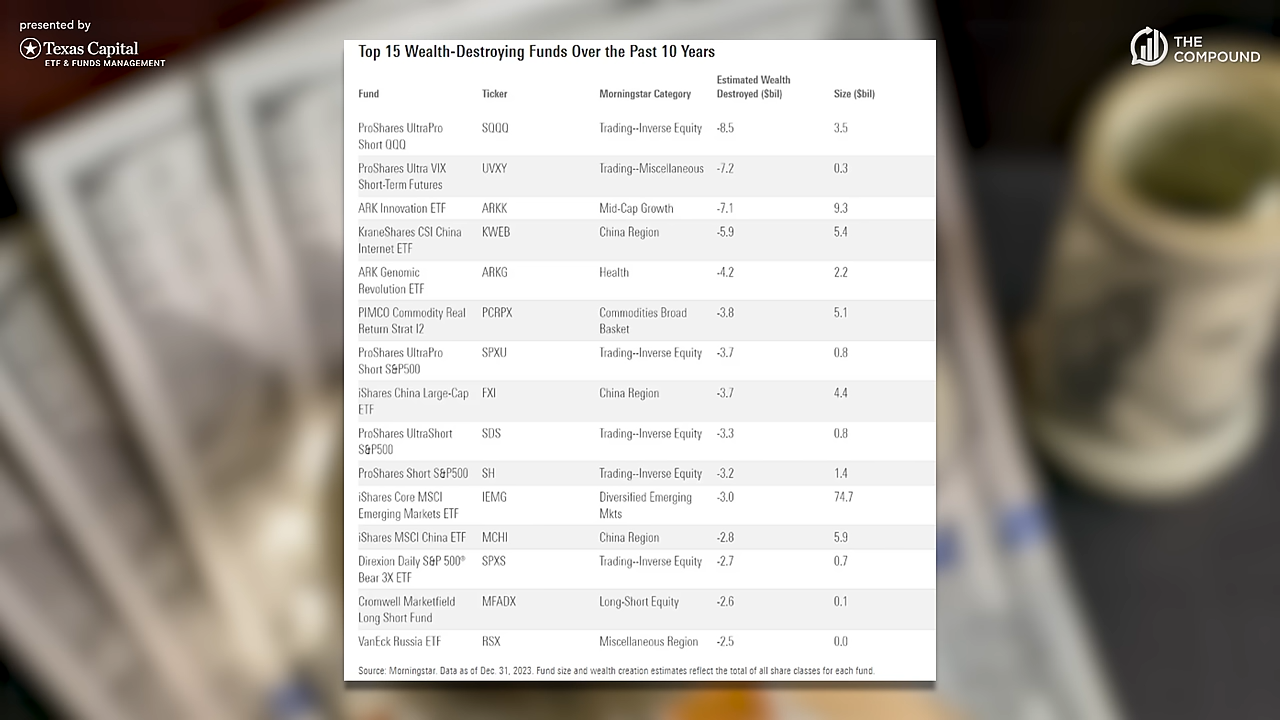 presented by
Texas Capital
ETF & FUNDS MANAGEMENT
THE
COMPOUND
Top 15 Wealth-Destroying Funds Over the Past 10 Years
Estimated Wealth
Fund Ticker Morningstar Category Destroyed ($bil) Size ($bil)
ProShares UltraPro SQQQ Trading--Inverse Equity -8.5 3.5
Short QQQ
ProShares Ultra VIX UVXY Trading--Miscellaneous -7.2 0.3
Short-Term Futures
ARK Innovation ETF ARKK Mid-Cap Growth -7.1 9.3
KraneShares CSI China KWEB China Region -5.9 5.4
Internet ETF
ARK Genomic ARKG Health -4.2 2.2
Revolution ETF
PIMCO Commodity Real PCRPX Commodities Broad -3.8 5.1
Return Strat I2 Basket
ProShares UltraPro SPXU Trading--Inverse Equity -3.7 0.8
Short S&P500
iShares China Large-Cap FXI China Region -3.7 4.4
ETF
ProShares UltraShort SDS Trading--Inverse Equity -3.3 0.8
S&P500
ProShares Short S&P500 SH Trading--Inverse Equity -3.2 1.4
iShares Core MSCI IEMG Diversified Emerging -3.0 74.7
Emerging Markets ETF Mkts
iShares MSCI China ETF MCHI China Region -2.8 5.9
Direxion Daily S&P 500® SPXS Trading--Inverse Equity -2.7 0.7
Bear 3X ETF
Cromwell Marketfield MFADX Long-Short Equity -2.6 0.1
Long Short Fund
VanEck Russia ETF RSX Miscellaneous Region -2.5 0.0
Source: Morningstar. Data as of Dec. 31, 2023. Fund size and wealth creation estimates reflect the total of all share classes for each fund.